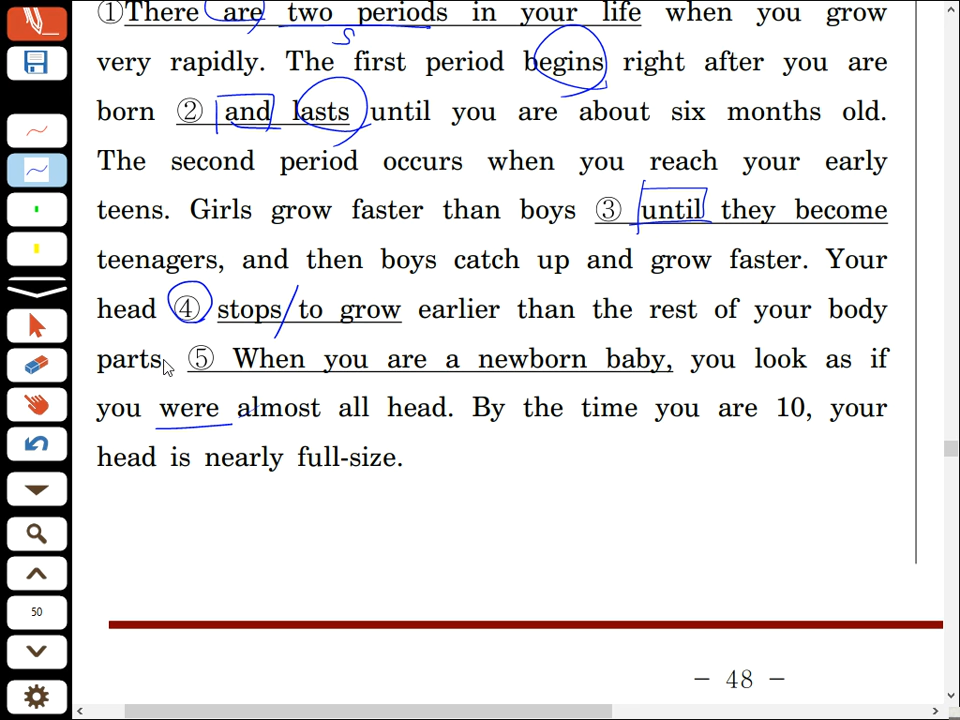 ①There are two periods in your life when you grow
very rapidly. The first period begins right after you are
born ② and lasts until you are about six months old.
The second period occurs when you reach your early
teens. Girls grow faster than boys ③ until they become
teenagers, and then boys catch up and grow faster. Your
head ④ stops to grow earlier than the rest of your body
parts. ⑤ When you are a newborn baby, you look as if
you were almost all head. By the time you are 10, your
head is nearly full-size.
S
50
- 48 -